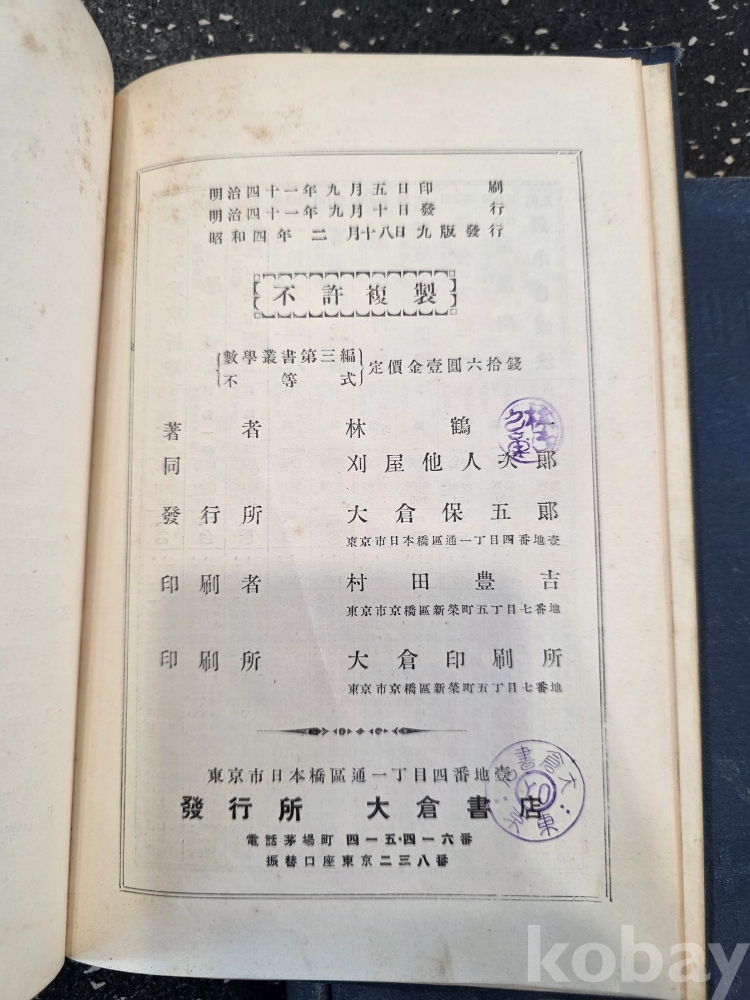 明治四十一年九月五日印刷
明治四十一年九月十日發行
昭和四年二月十八日九版發行
不許複製
數學叢書第三編
不等式
定價金壹圓六拾錢
著者 林鶴一
同 刈屋他人次郎
發行所 大倉保五郎
東京市日本橋區通一丁目四番地壹
印刷者 村田豊吉
東京市京橋區新榮町五丁目七番地
印刷所 大倉印刷所
東京市京橋區新榮町五丁目七番地
東京市日本橋區通一丁目四番地壹
發行所 大倉書店
電話茅場町 四一五・四一六番
振替口座東京二三八番
kobay